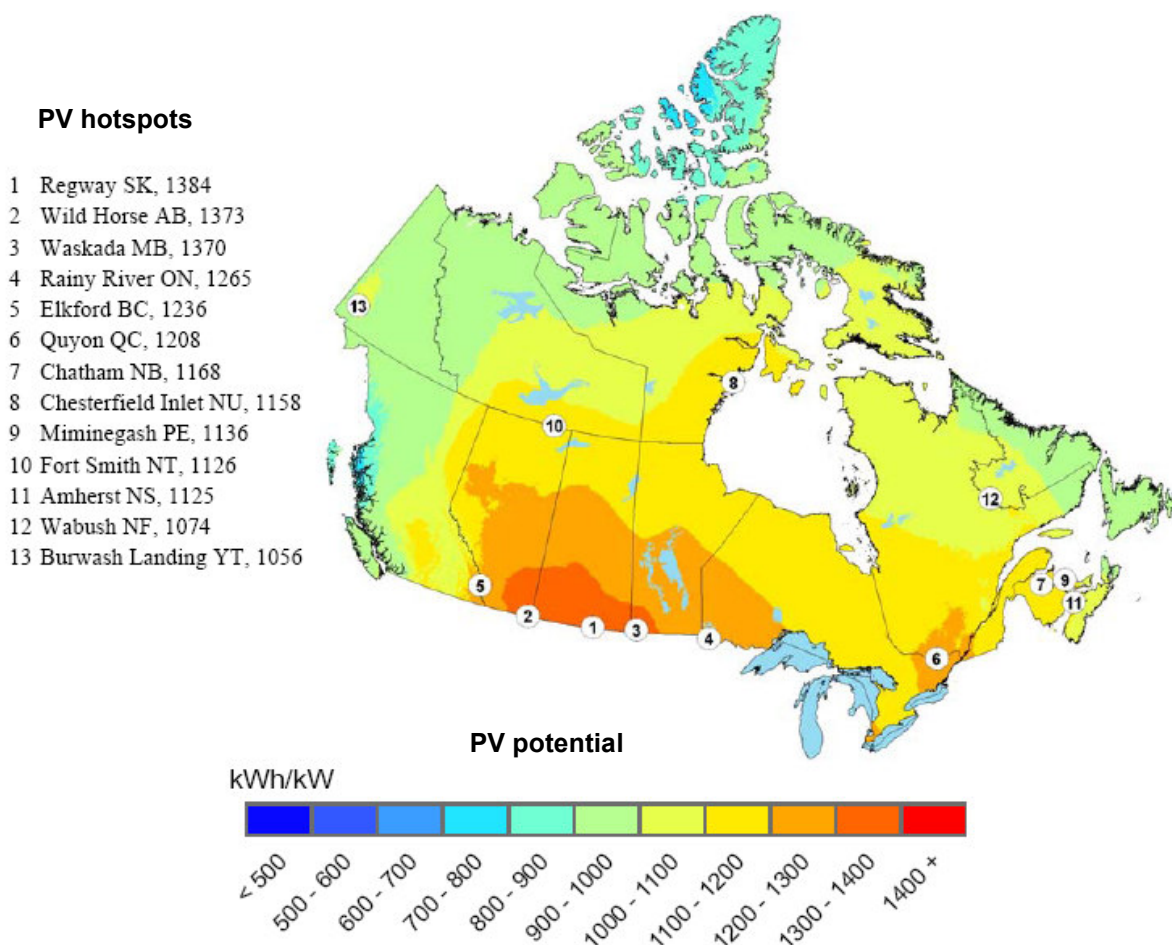 PV hotspots
1 Regway SK, 1384
2 Wild Horse AB, 1373
3 Waskada MB, 1370
4 Rainy River ON, 1265
5 Elkford BC, 1236
6 Quyon QC, 1208
7 Chatham NB, 1168
8 Chesterfield Inlet NU, 1158
9 Miminegash PE, 1136
10 Fort Smith NT, 1126
11 Amherst NS, 1125
12 Wabush NF, 1074
13 Burwash Landing YT, 1056
13
8
10
12
5
7
9
11
2
1
3
4
6
PV potential
kWh/kW
< 500
500 - 600
600 - 700
700 - 800
800 - 900
900 - 1000
1000 - 1100
1100 - 1200
1200 - 1300
1300 - 1400
1400 +